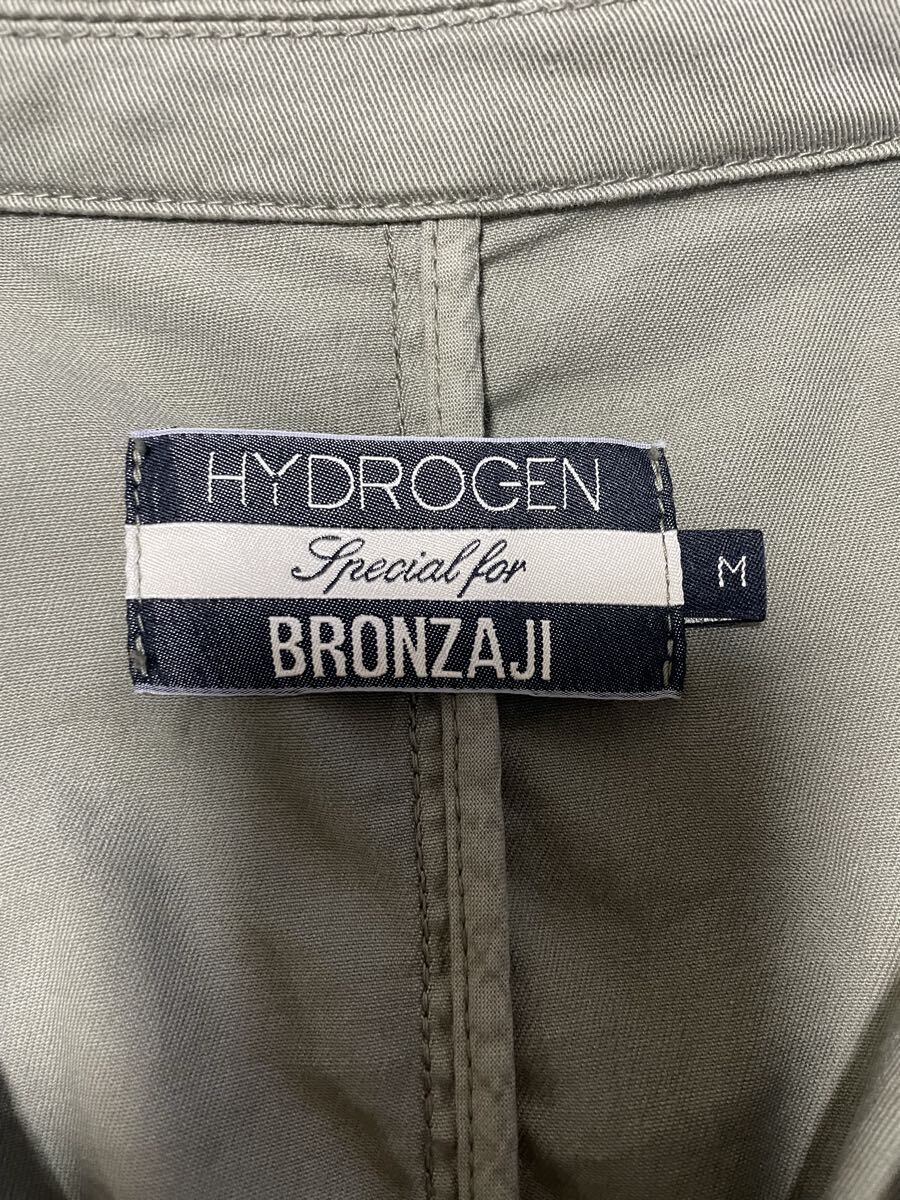 HYDROGEN
Special for
BRONZAJI
M